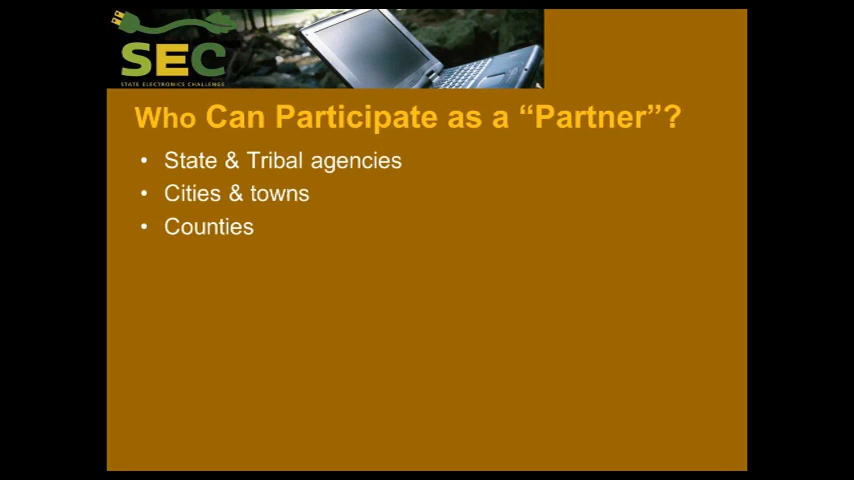 SEC
STATE ELECTRONICS CHALLENGE
Who Can Participate as a “Partner”?
• State & Tribal agencies
• Cities & towns
• Counties